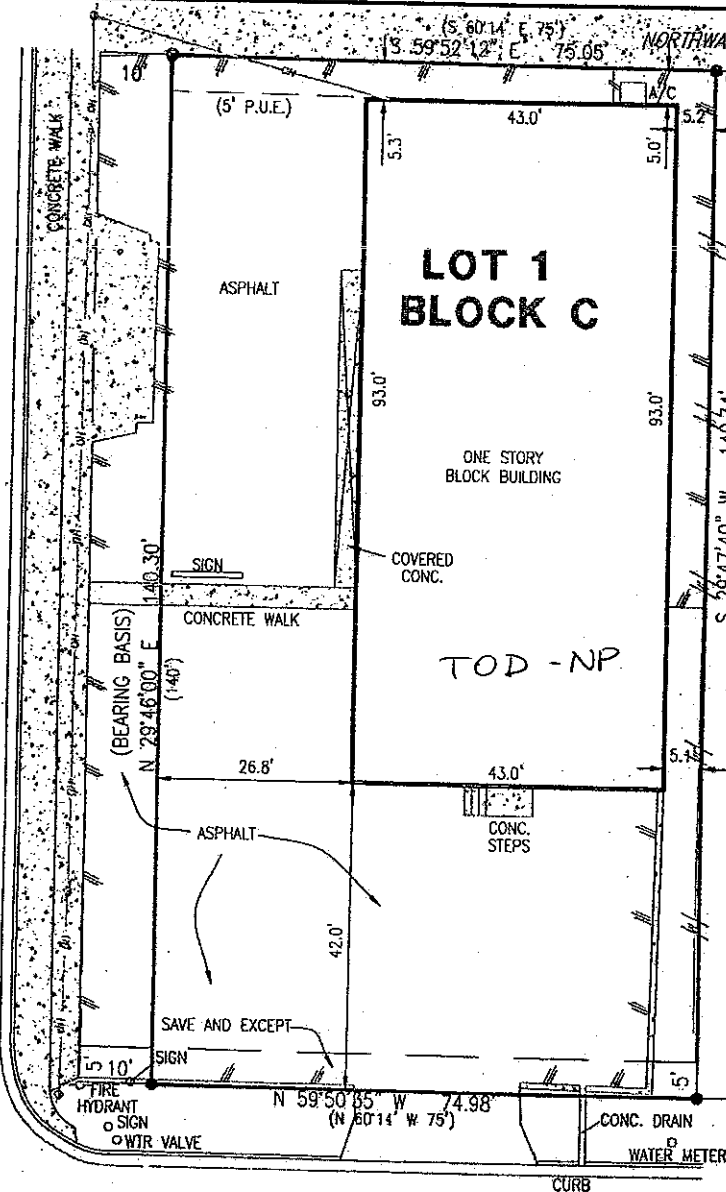 (S 60°14' E 75')
S 59°52'12" E 75.05'
10'
(5' P.U.E.)
A/C
43.0'
5.2'
5.3'
5.0'
CONCRETE WALK
LOT 1
BLOCK C
ASPHALT
93.0'
93.0'
ONE STORY
BLOCK BUILDING
COVERED
CONC.
SIGN
CONCRETE WALK
(BEARING BASIS)
N 29°46'00" E 140.30'
(140')
TOD - NP
26.8'
43.0'
5.1'
CONC.
STEPS
ASPHALT
42.0'
SAVE AND EXCEPT
SIGN
5'
10'
5'
FIRE
HYDRANT
SIGN
WTR VALVE
N 59°50'35" W 74.98'
(N 60°14' W 75')
CONC. DRAIN
WATER METER
CURB